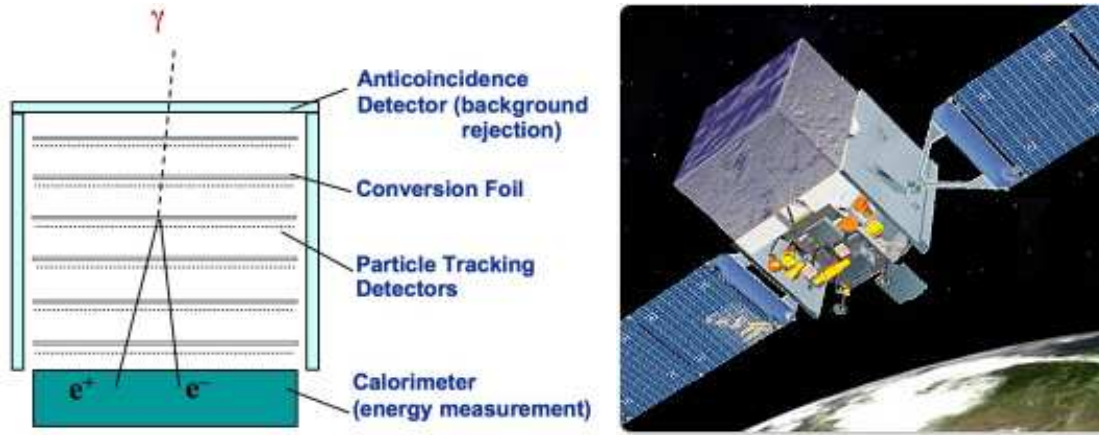 γ
Anticoincidence
Detector (background
rejection)
Conversion Foil
Particle Tracking
Detectors
Calorimeter
(energy measurement)
e+ e−